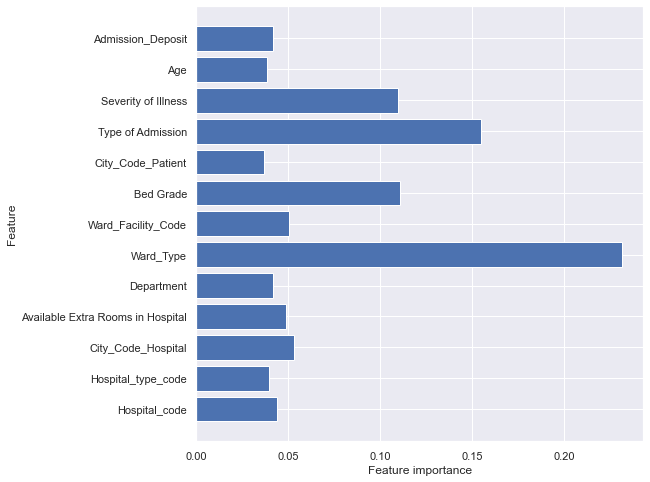 Admission_Deposit
Age
Severity of Illness
Type of Admission
City_Code_Patient
Bed Grade
Ward_Facility_Code
Ward_Type
Department
Available Extra Rooms in Hospital
City_Code_Hospital
Hospital_type_code
Hospital_code
Feature
0.00 0.05 0.10 0.15 0.20
Feature importance